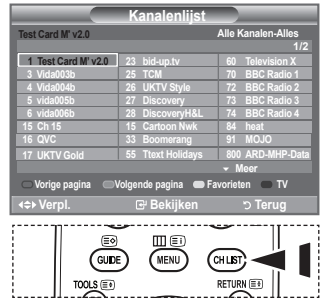 Kanalenlijst
Test Card M' v2.0 Alle Kanalen-Alles
1/2
1 Test Card M' v2.0 23 bid-up.tv 60 Television X
3 Vida003b 25 TCM 70 BBC Radio 1
4 Vida004b 26 UKTV Style 72 BBC Radio 2
5 vida005b 27 Discovery 73 BBC Radio 3
6 vida006b 28 DiscoveryH&L 74 BBC Radio 4
15 Ch 15 15 Cartoon Nwk 84 heat
16 QVC 33 Boomerang 91 MOJO
17 UKTV Gold 55 Ttext Holidays 800 ARD-MHP-Data
Meer
Vorige pagina Volgende pagina Favorieten TV
Verpl. Bekijken Terug
GUIDE MENU CH LIST
TOOLS RETURN